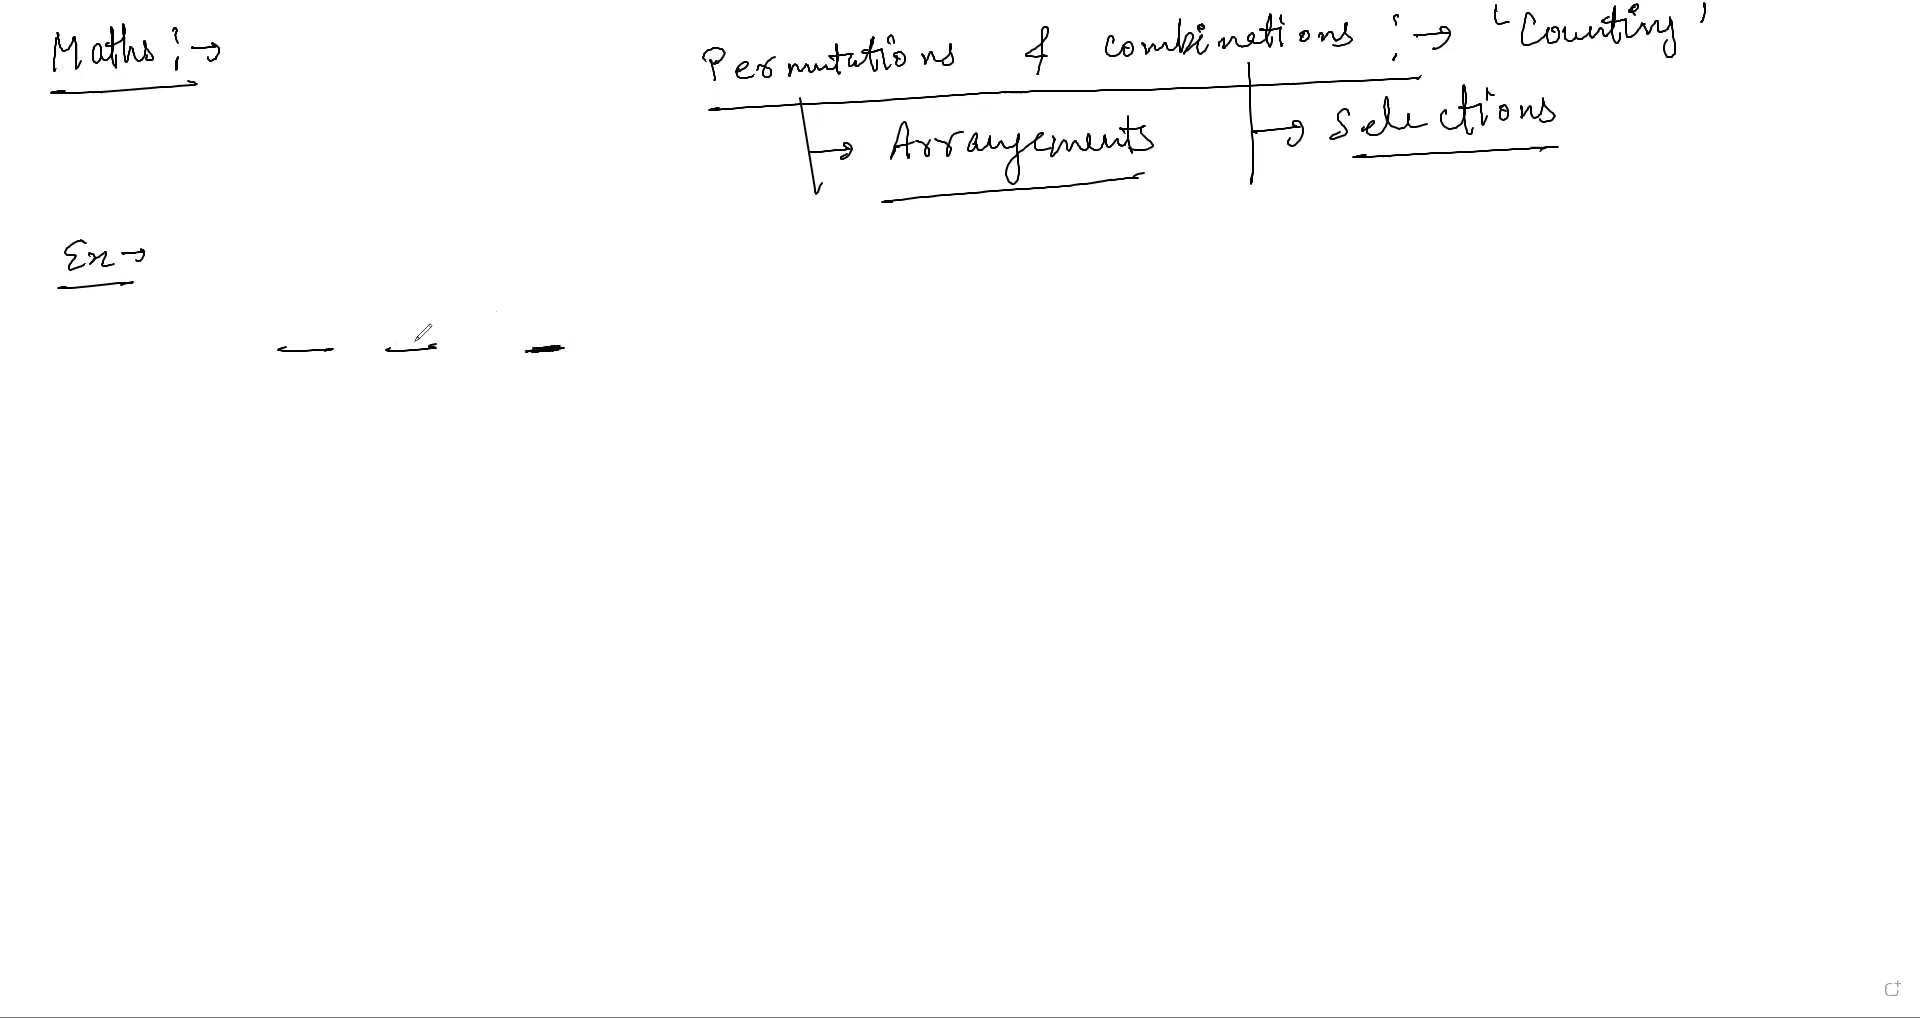 Maths :→
Permutations & combinations :→ 'Counting'
→ Arrangements → Selections
Ex→